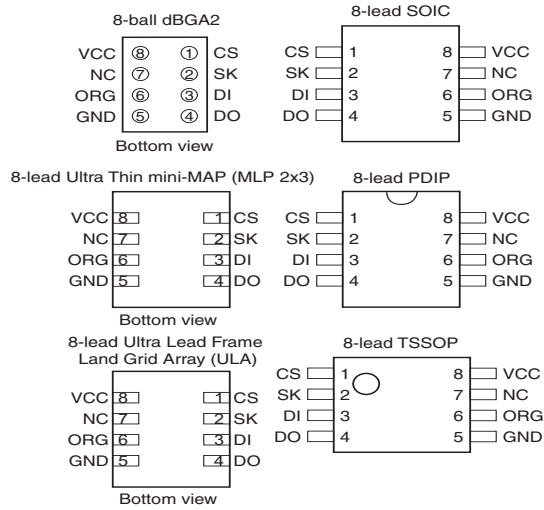 8-ball dBGA2
VCC 8 1 CS
NC 7 2 SK
ORG 6 3 DI
GND 5 4 DO
Bottom view
8-lead SOIC
CS 1 8 VCC
SK 2 7 NC
DI 3 6 ORG
DO 4 5 GND
8-lead Ultra Thin mini-MAP (MLP 2x3)
VCC 8 1 CS
NC 7 2 SK
ORG 6 3 DI
GND 5 4 DO
Bottom view
8-lead PDIP
CS 1 8 VCC
SK 2 7 NC
DI 3 6 ORG
DO 4 5 GND
8-lead Ultra Lead Frame
Land Grid Array (ULA)
VCC 8 1 CS
NC 7 2 SK
ORG 6 3 DI
GND 5 4 DO
Bottom view
8-lead TSSOP
CS 1 8 VCC
SK 2 7 NC
DI 3 6 ORG
DO 4 5 GND